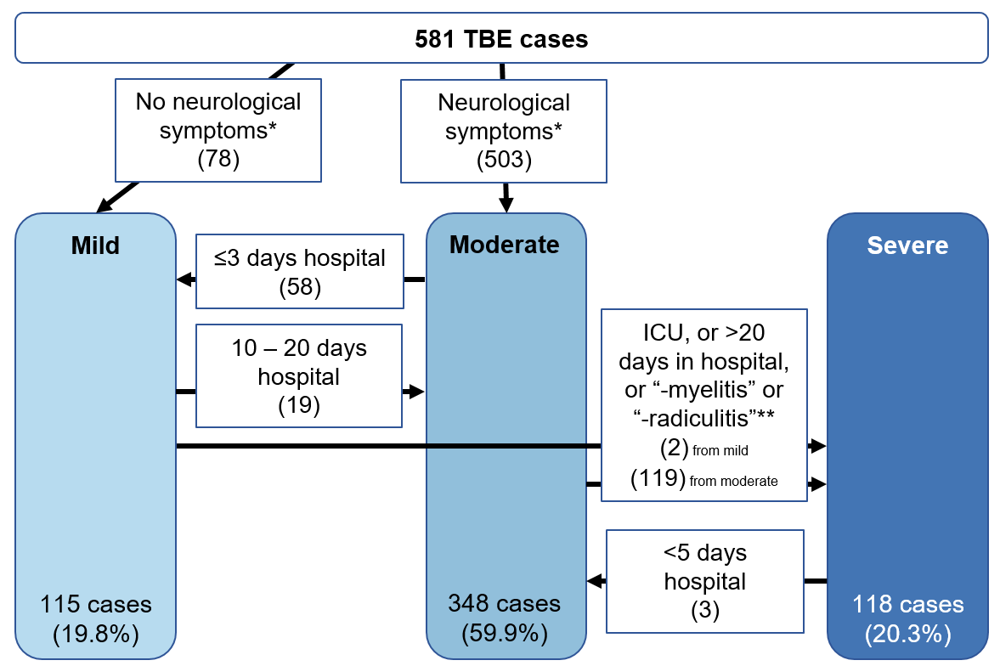 581 TBE cases
No neurological
symptoms*
(78)
Neurological
symptoms*
(503)
Mild
≤3 days hospital
(58)
10 – 20 days
hospital
(19)
115 cases
(19.8%)
Moderate
348 cases
(59.9%)
ICU, or >20
days in hospital,
or “-myelitis” or
“-radiculitis”**
(2) from mild
(119) from moderate
<5 days
hospital
(3)
Severe
118 cases
(20.3%)